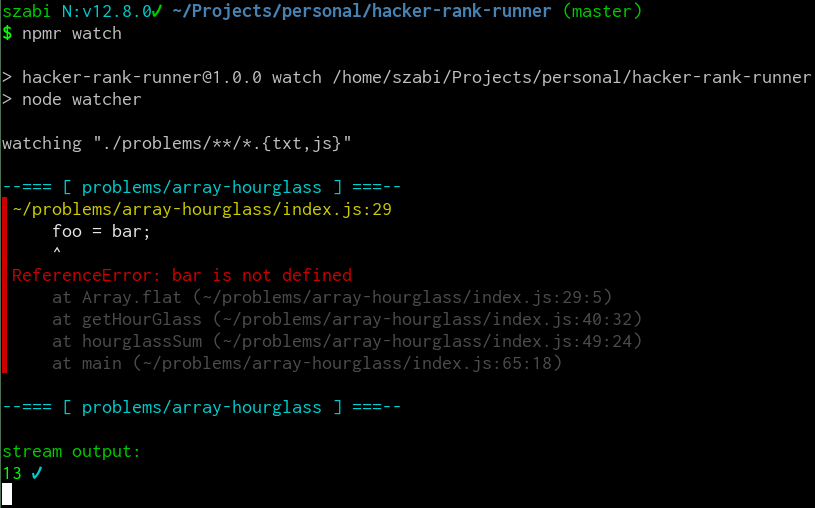 szabi N:v12.8.0✔ ~/Projects/personal/hacker-rank-runner (master)
$ npmr watch
> hacker-rank-runner@1.0.0 watch /home/szabi/Projects/personal/hacker-rank-runner
> node watcher
watching "./problems/**/*.{txt,js}"
--=== [ problems/array-hourglass ] ===--
~/problems/array-hourglass/index.js:29
foo = bar;
^
ReferenceError: bar is not defined
at Array.flat (~/problems/array-hourglass/index.js:29:5)
at getHourGlass (~/problems/array-hourglass/index.js:40:32)
at hourglassSum (~/problems/array-hourglass/index.js:49:24)
at main (~/problems/array-hourglass/index.js:65:18)
--=== [ problems/array-hourglass ] ===--
stream output:
13 ✔